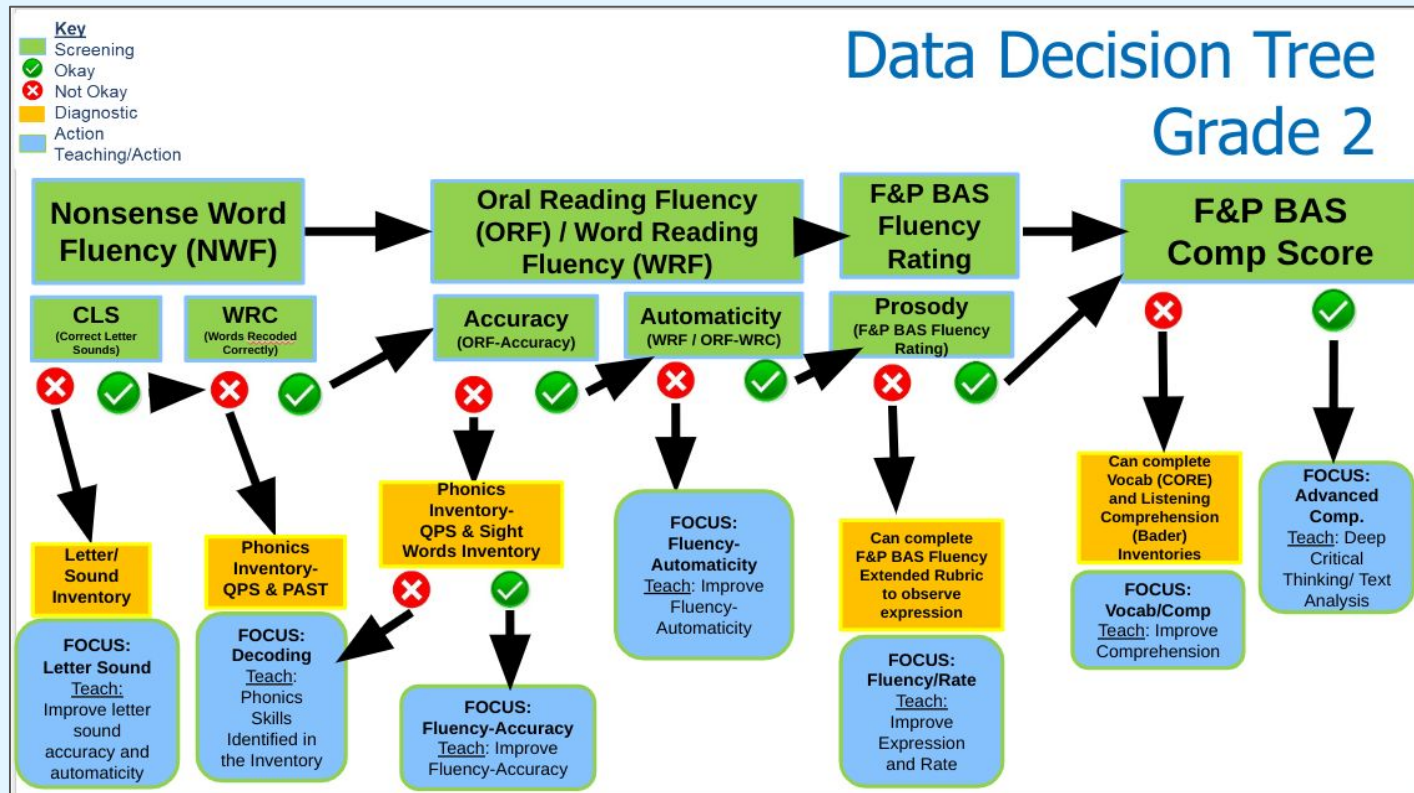 Key
Screening
Okay
Not Okay
Diagnostic
Action
Teaching/Action
Data Decision Tree
Grade 2
Nonsense Word
Fluency (NWF)
Oral Reading Fluency
(ORF) / Word Reading
Fluency (WRF)
F&P BAS
Fluency
Rating
F&P BAS
Comp Score
CLS
(Correct Letter
Sounds)
WRC
(Words Recoded
Correctly)
Accuracy
(ORF-Accuracy)
Automaticity
(WRF / ORF-WRC)
Prosody
(F&P BAS Fluency
Rating)
Letter/
Sound
Inventory
FOCUS:
Letter Sound
Teach:
Improve letter
sound
accuracy and
automaticity
Phonics
Inventory-
QPS & PAST
FOCUS:
Decoding
Teach:
Phonics
Skills
Identified in
the Inventory
Phonics
Inventory-
QPS & Sight
Words Inventory
FOCUS:
Fluency-Accuracy
Teach: Improve
Fluency-Accuracy
FOCUS:
Fluency-
Automaticity
Teach: Improve
Fluency-
Automaticity
Can complete
F&P BAS Fluency
Extended Rubric
to observe
expression
FOCUS:
Fluency/Rate
Teach:
Improve
Expression
and Rate
Can complete
Vocab (CORE)
and Listening
Comprehension
(Bader)
Inventories
FOCUS:
Vocab/Comp
Teach: Improve
Comprehension
FOCUS:
Advanced
Comp.
Teach: Deep
Critical
Thinking/ Text
Analysis